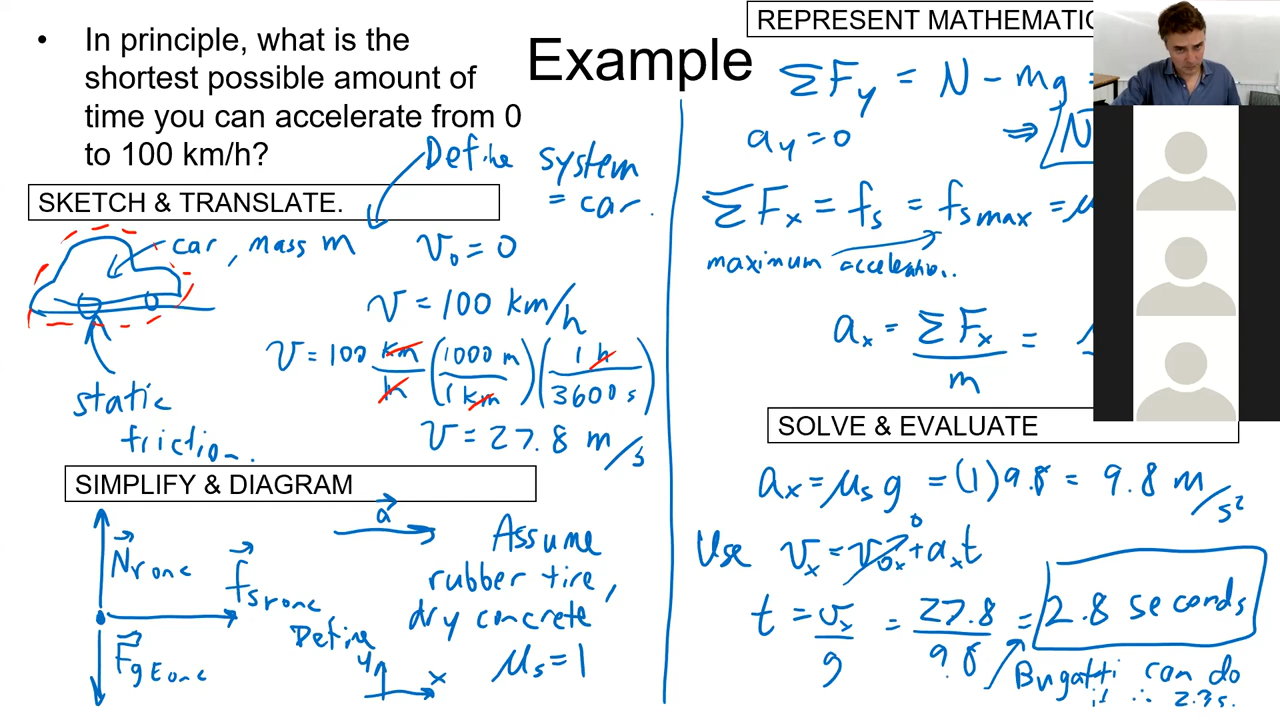 • In principle, what is the
shortest possible amount of
time you can accelerate from 0
to 100 km/h?
Example
Define system
= car.
SKETCH & TRANSLATE.
car, mass m
v₀ = 0
v = 100 km/h
v = 100 km/h (1000 m / 1 km) (1 h / 3600 s)
v = 27.8 m/s
static
friction.
SIMPLIFY & DIAGRAM
N⃗ r on c
f⃗ s r on c
F⃗ g E on c
a⃗
Define
y
x
Assume
rubber tire,
dry concrete
μs = 1
REPRESENT MATHEMATIC
ΣFy = N - mg =
ay = 0
⇒ N
ΣFx = fs = fs max = μ
maximum acceleration.
ax = ΣFx / m =
SOLVE & EVALUATE
ax = μs g = (1) 9.8 = 9.8 m/s²
Use vx = v0x + ax t
0
t = vx / g = 27.8 / 9.8 = 2.8 seconds
Bugatti can do
it in 2.3 s.